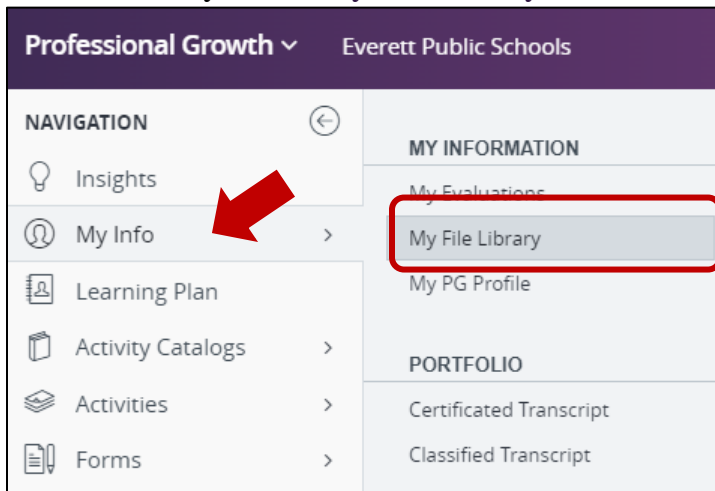 Professional Growth Everett Public Schools
NAVIGATION
Insights
My Info
Learning Plan
Activity Catalogs
Activities
Forms
MY INFORMATION
My Evaluations
My File Library
My PG Profile
PORTFOLIO
Certificated Transcript
Classified Transcript